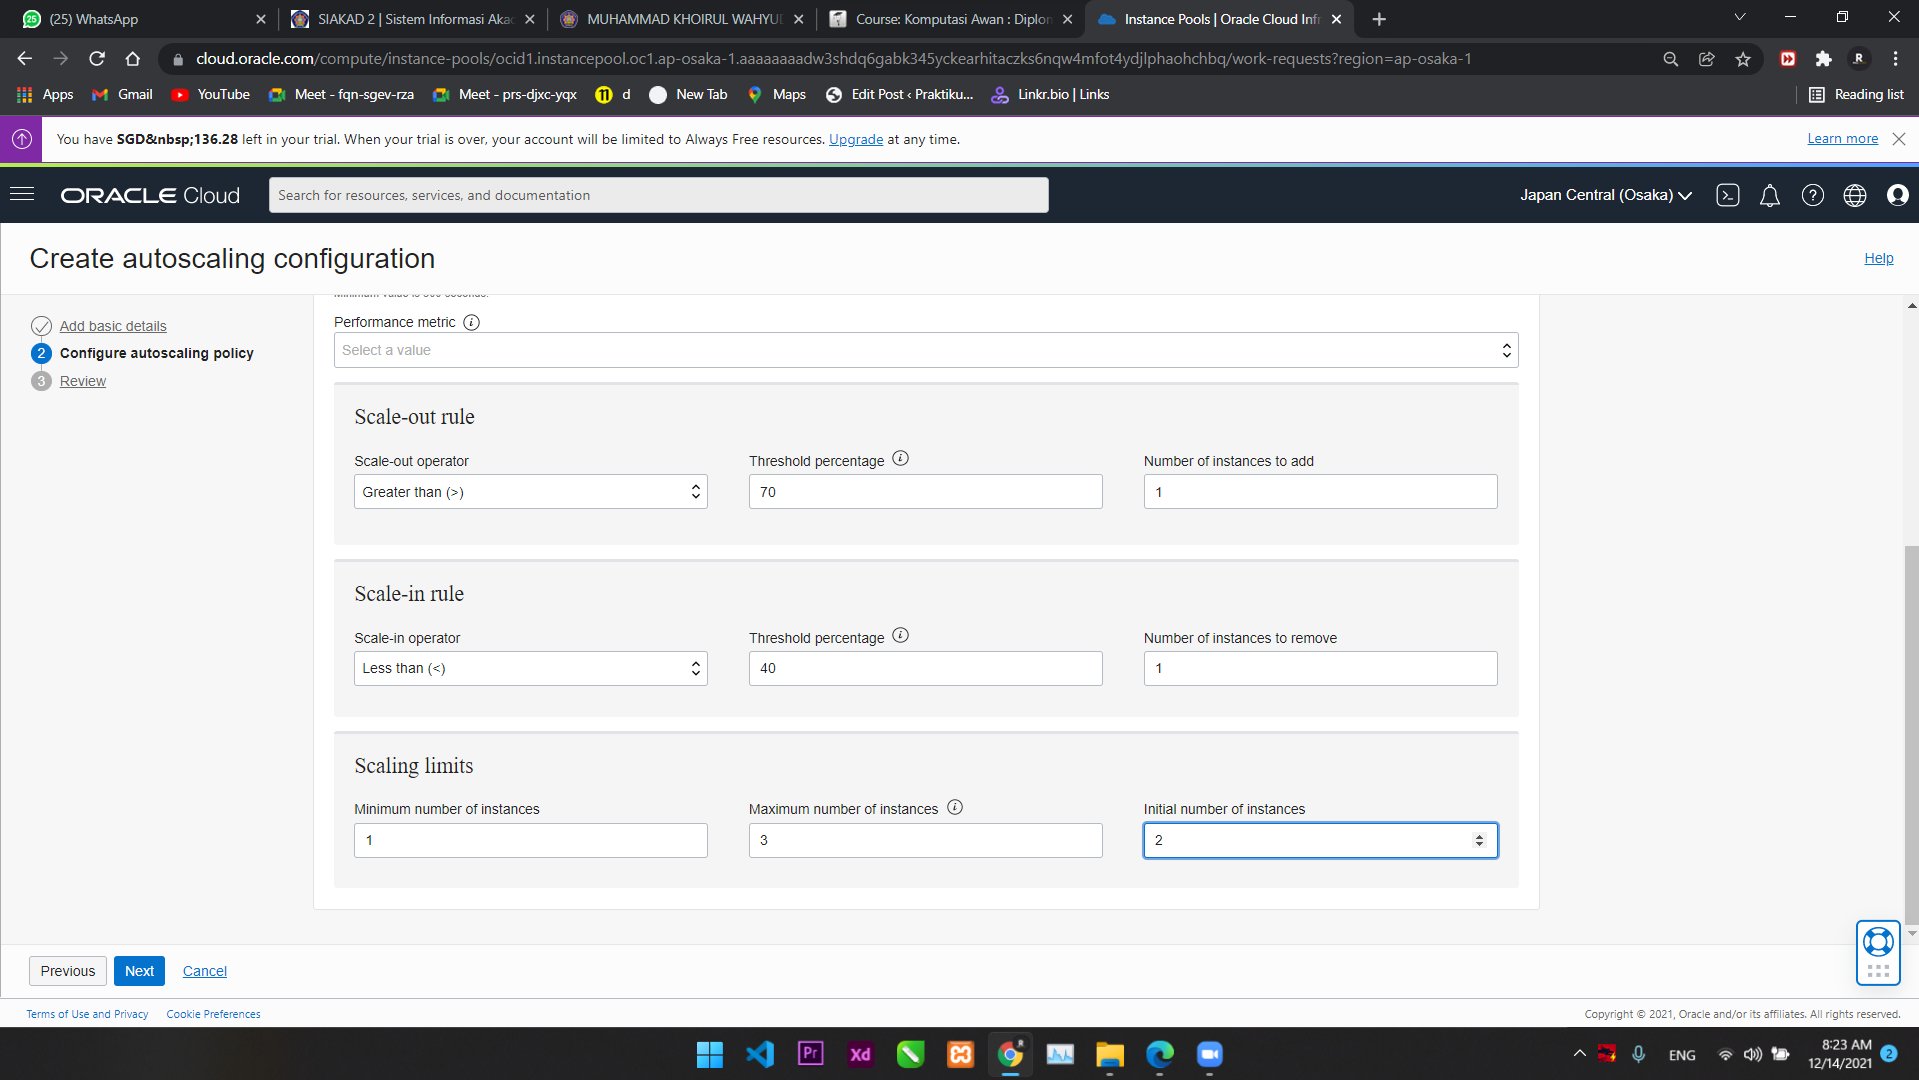 (25) WhatsApp
SIAKAD 2 | Sistem Informasi Aka
MUHAMMAD KHOIRUL WAHYU
Course: Komputasi Awan : Diplon
Instance Pools | Oracle Cloud Infr
cloud.oracle.com/compute/instance-pools/ocid1.instancepool.oc1.ap-osaka-1.aaaaaaaadw3shdq6gabk345yckearhitaczks6nqw4mfot4ydjlphaohchbq/work-requests?region=ap-osaka-1
Apps
Gmail
YouTube
Meet - fqn-sgev-rza
Meet - prs-djxc-yqx
d
New Tab
Maps
Edit Post ‹ Praktiku...
Linkr.bio | Links
Reading list
You have SGD&nbsp;136.28 left in your trial. When your trial is over, your account will be limited to Always Free resources. Upgrade at any time.
Learn more
ORACLE Cloud
Search for resources, services, and documentation
Japan Central (Osaka)
Create autoscaling configuration
Help
Add basic details
2 Configure autoscaling policy
3 Review
Performance metric
Select a value
Scale-out rule
Scale-out operator
Threshold percentage
Number of instances to add
Greater than (>)
70
1
Scale-in rule
Scale-in operator
Threshold percentage
Number of instances to remove
Less than (<)
40
1
Scaling limits
Minimum number of instances
Maximum number of instances
Initial number of instances
1
3
2
Previous
Next
Cancel
Terms of Use and Privacy
Cookie Preferences
Copyright © 2021, Oracle and/or its affiliates. All rights reserved.
Pr
Xd
R
ENG
8:23 AM
12/14/2021
2